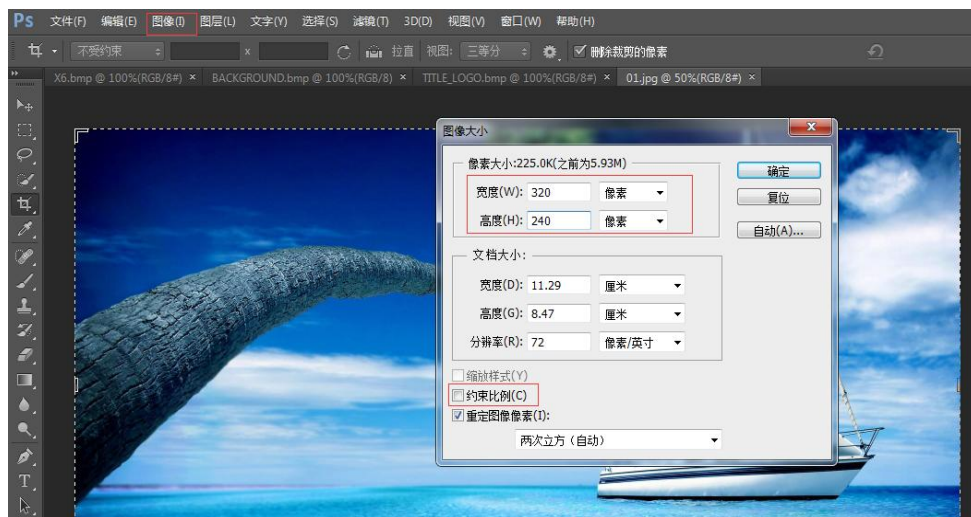 Ps 文件(F) 编辑(E) 图像(I) 图层(L) 文字(Y) 选择(S) 滤镜(T) 3D(D) 视图(V) 窗口(W) 帮助(H)
不受约束 x 拉直 视图: 三等分 删除裁剪的像素
X6.bmp @ 100%(RGB/8#) × BACKGROUND.bmp @ 100%(RGB/8) × TITLE_LOGO.bmp @ 100%(RGB/8#) × 01.jpg @ 50%(RGB/8#) ×
图像大小
像素大小:225.0K(之前为5.93M)
宽度(W): 320 像素
高度(H): 240 像素
确定
复位
自动(A)...
文档大小:
宽度(D): 11.29 厘米
高度(G): 8.47 厘米
分辨率(R): 72 像素/英寸
缩放样式(Y)
约束比例(C)
重定图像像素(I):
两次立方（自动）